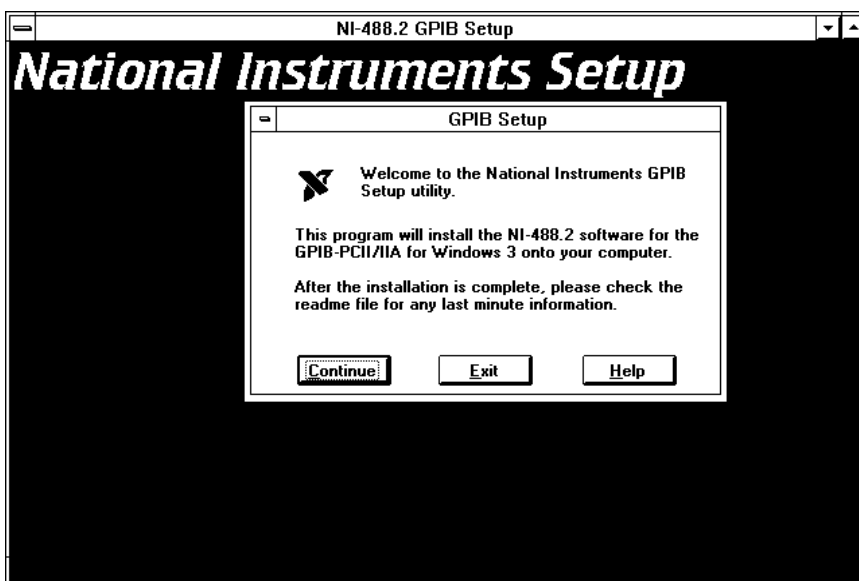 NI-488.2 GPIB Setup
National Instruments Setup
GPIB Setup
Welcome to the National Instruments GPIB
Setup utility.
This program will install the NI-488.2 software for the
GPIB-PCII/IIA for Windows 3 onto your computer.
After the installation is complete, please check the
readme file for any last minute information.
Continue Exit Help